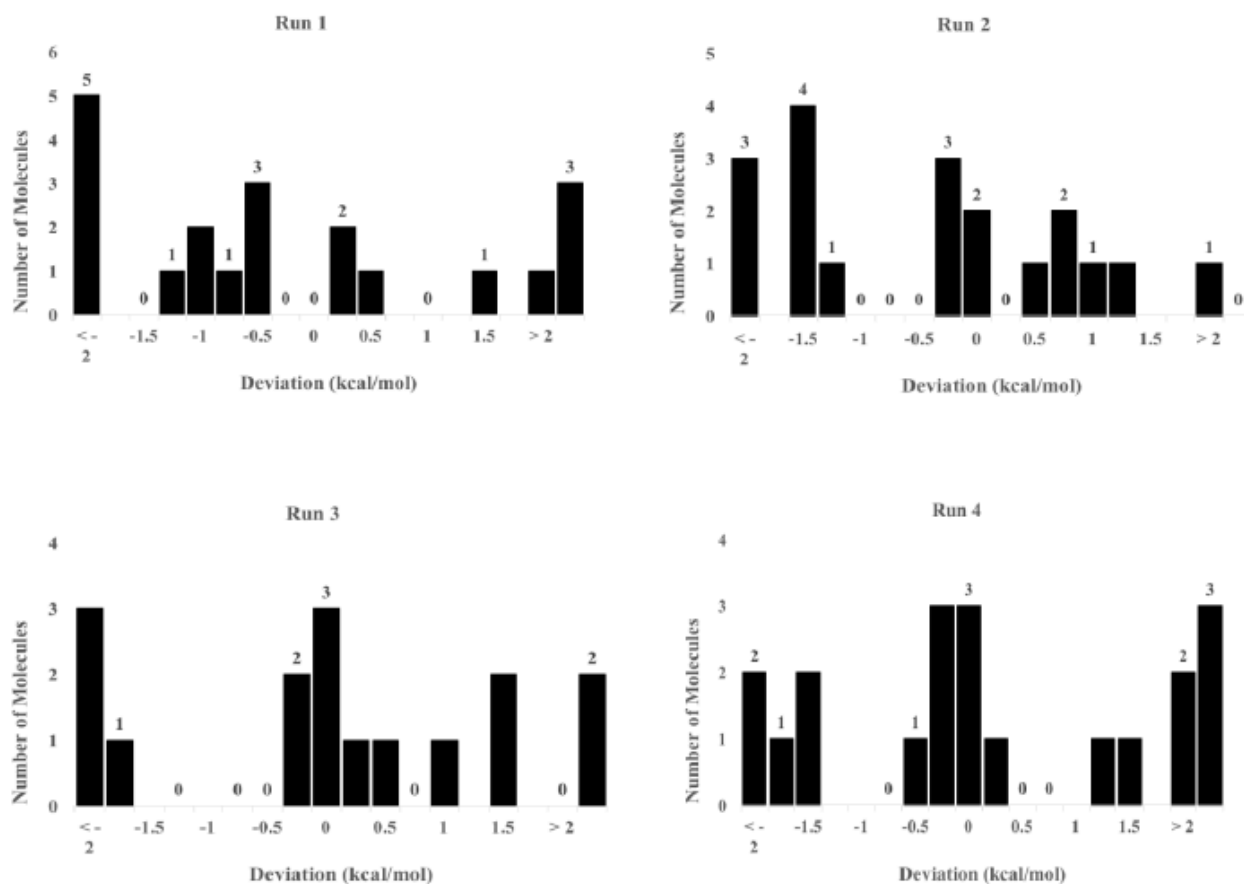 Run 1
Number of Molecules
6
5
4
3
2
1
0
5 0 1 1 3 0 0 2 0 1 3
< - 2 -1.5 -1 -0.5 0 0.5 1 1.5 > 2
Deviation (kcal/mol)
Run 2
Number of Molecules
5
4
3
2
1
0
3 4 1 0 0 0 3 2 0 2 1 1 0
< - 2 -1.5 -1 -0.5 0 0.5 1 1.5 > 2
Deviation (kcal/mol)
Run 3
Number of Molecules
4
3
2
1
0
1 0 0 0 2 3 0 0 2
< - 2 -1.5 -1 -0.5 0 0.5 1 1.5 > 2
Deviation (kcal/mol)
Run 4
Number of Molecules
4
3
2
1
0
2 1 0 1 3 0 0 2 3
< - 2 -1.5 -1 -0.5 0 0.5 1 1.5 > 2
Deviation (kcal/mol)